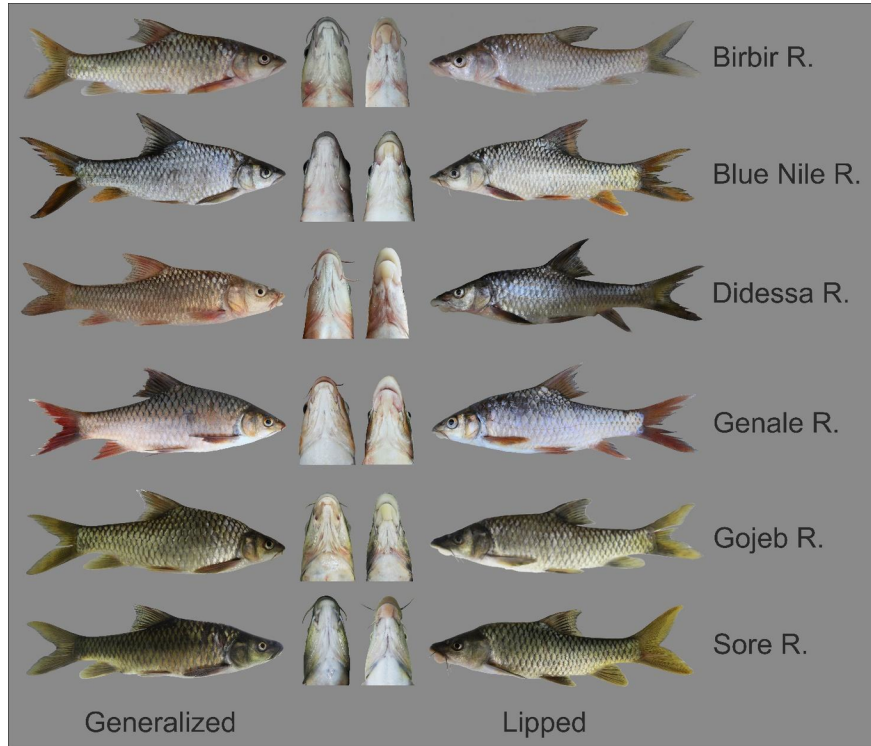 Birbir R.
Blue Nile R.
Didessa R.
Genale R.
Gojeb R.
Sore R.
Generalized
Lipped